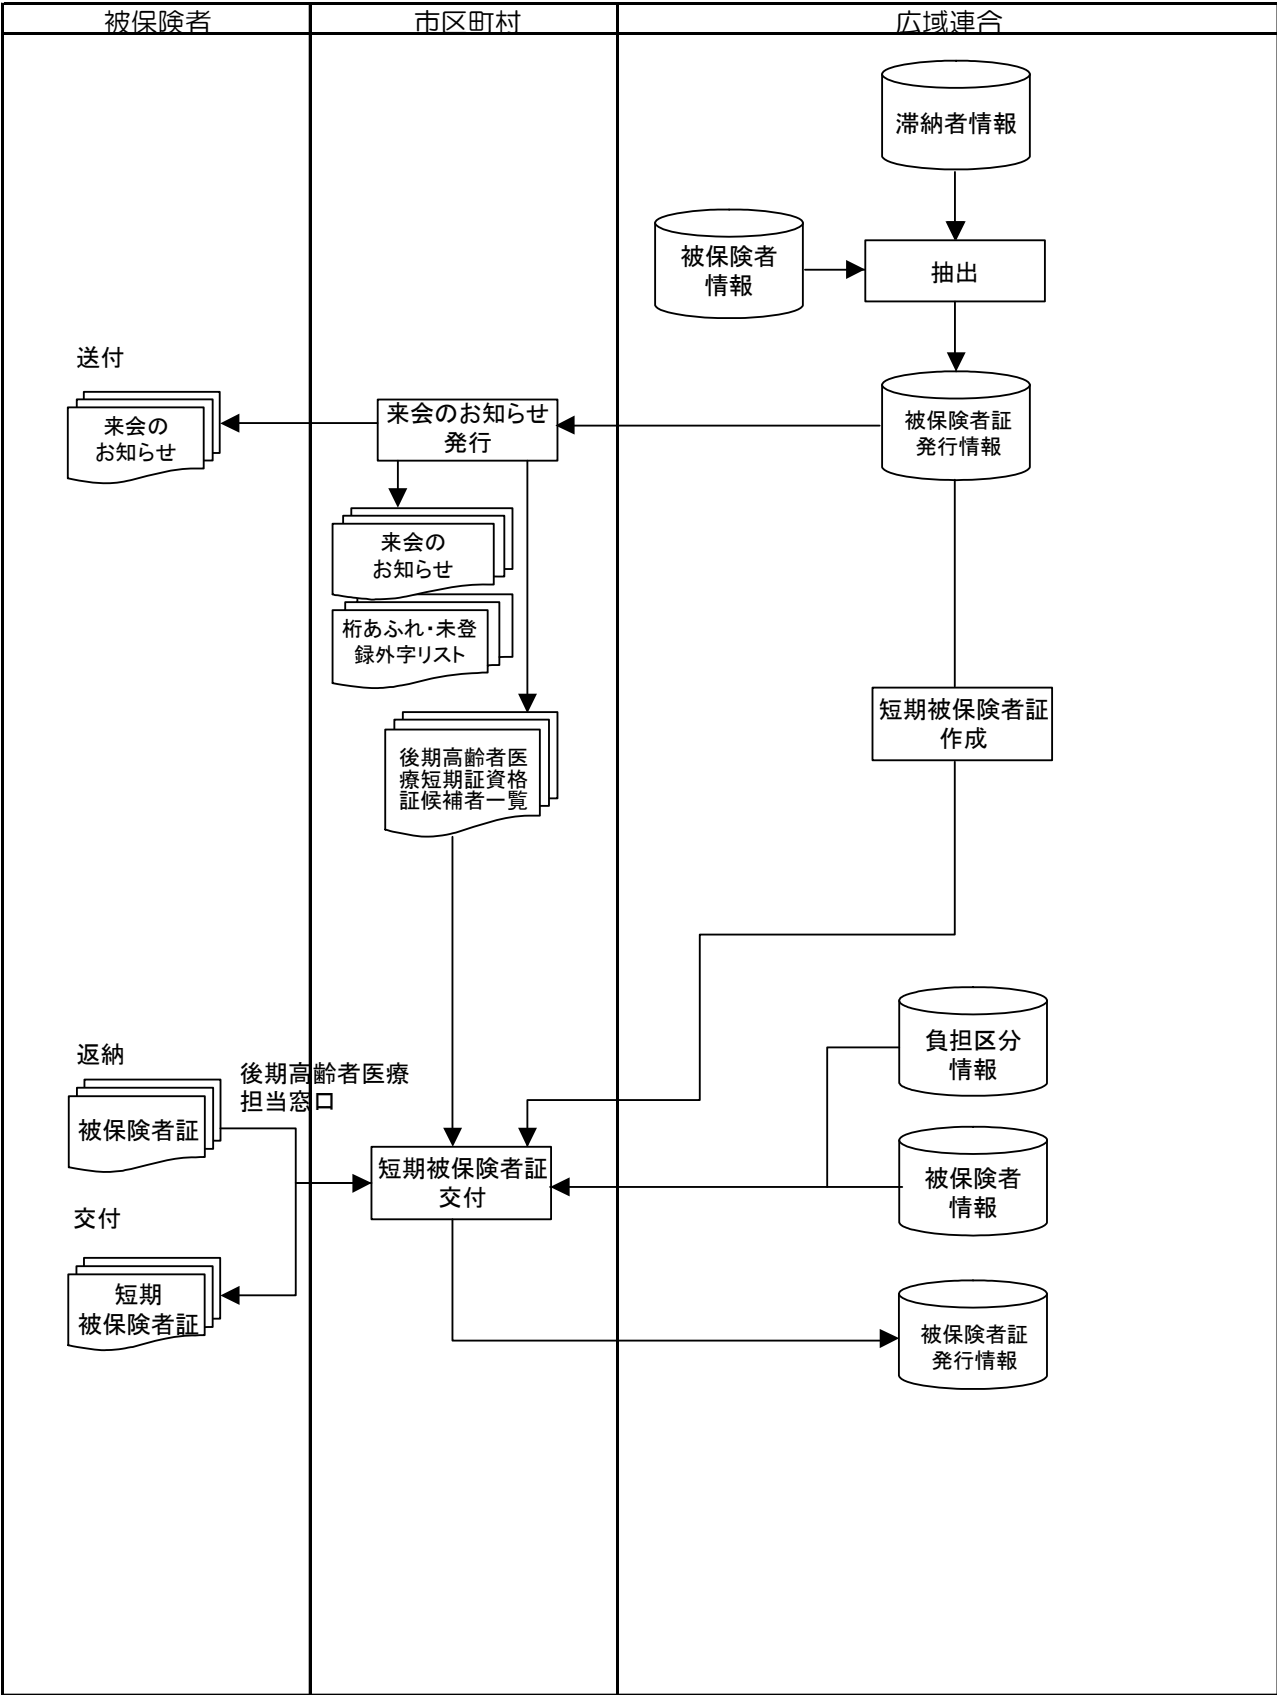 被保険者
市区町村
広域連合
滞納者情報
被保険者
情報
抽出
送付
来会の
お知らせ
来会のお知らせ
発行
被保険者証
発行情報
来会の
お知らせ
桁あふれ・未登
録外字リスト
短期被保険者証
作成
後期高齢者医
療短期証資格
証候補者一覧
負担区分
情報
返納
後期高齢者医療
担当窓口
被保険者証
短期被保険者証
交付
被保険者
情報
交付
短期
被保険者証
被保険者証
発行情報